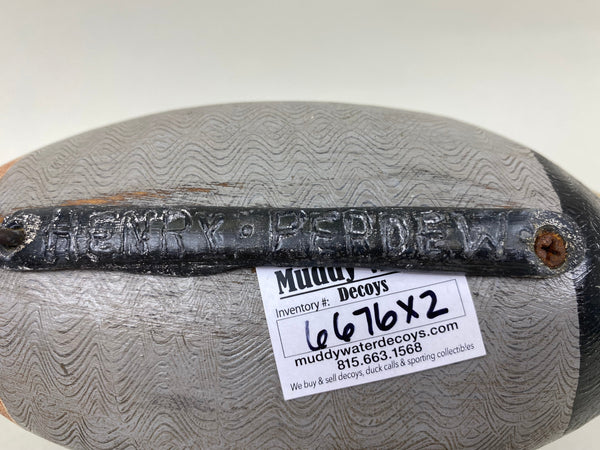 HENRY • PERDEW
Muddy
Decoys
Inventory #:
6676X2
muddywaterdecoys.com
815.663.1568
We buy & sell decoys, duck calls & sporting collectibles